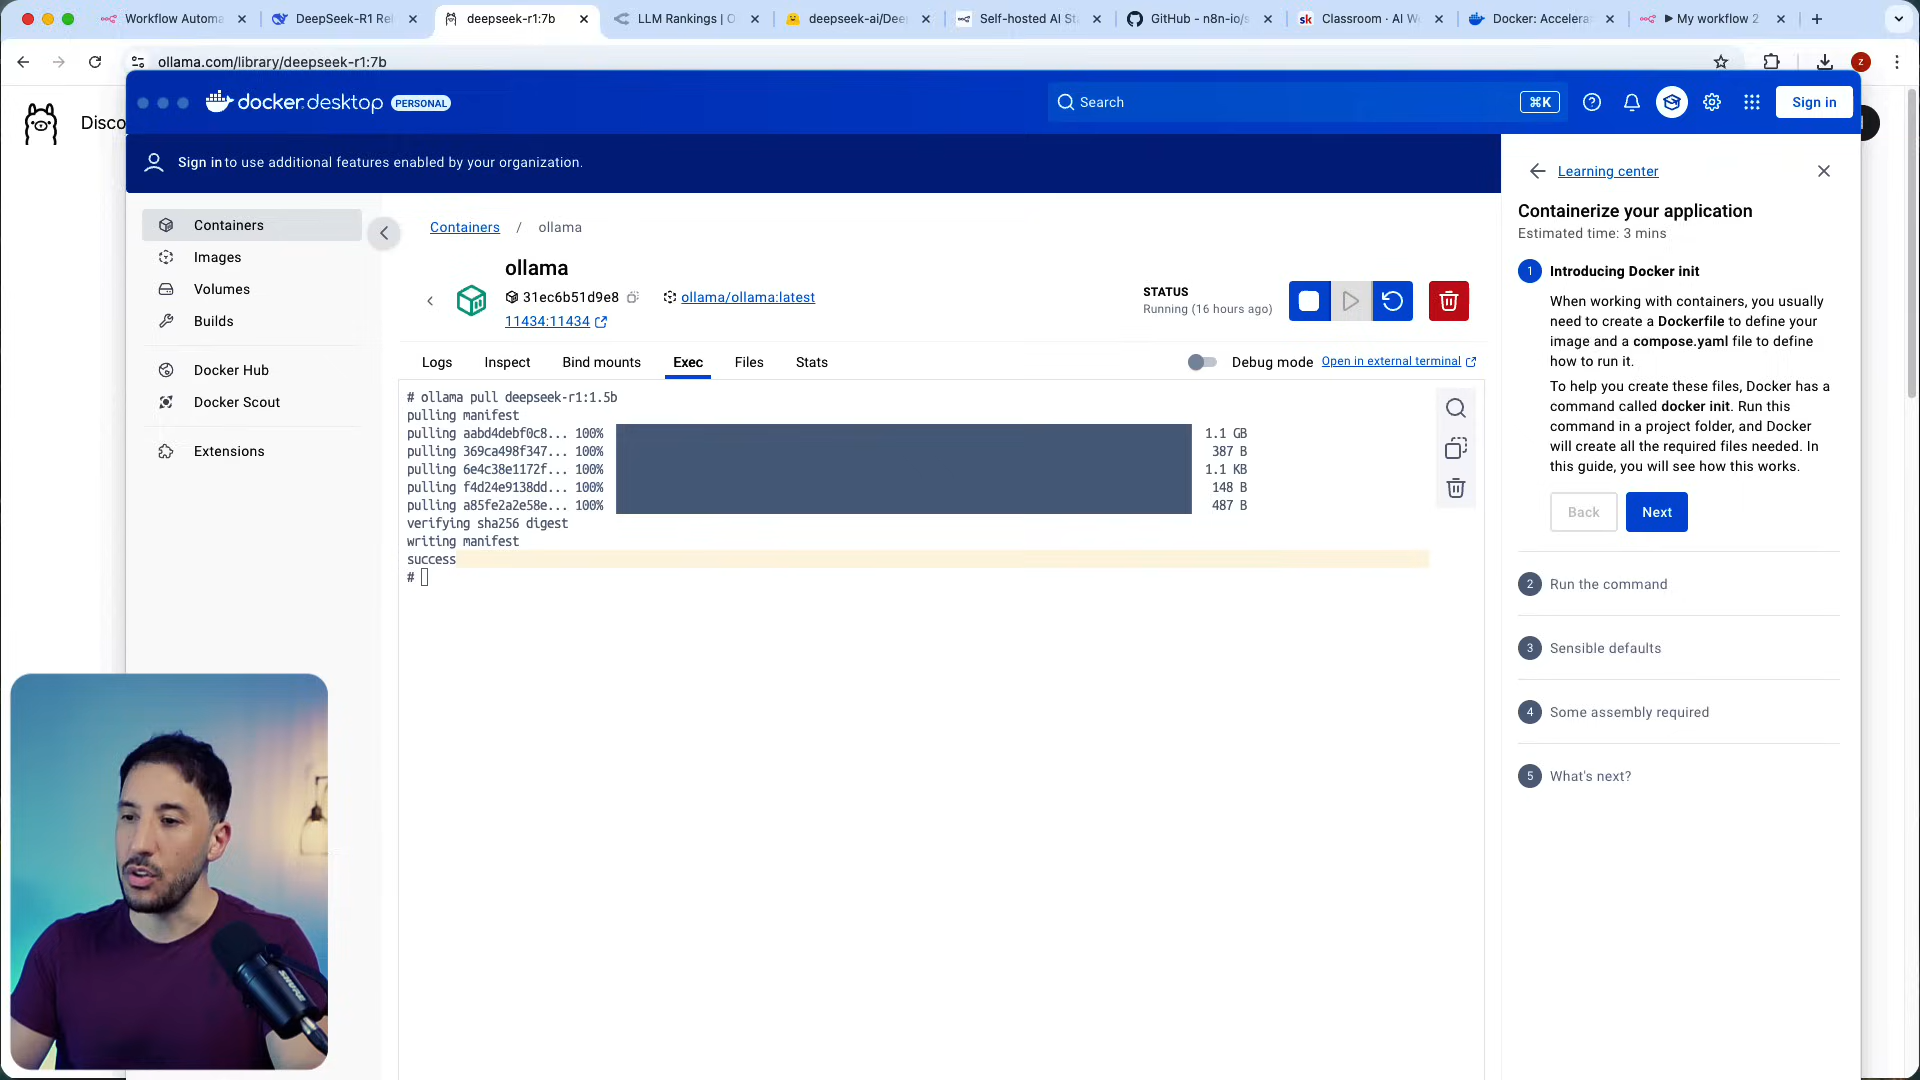 Workflow Automa
DeepSeek-R1 Rel
deepseek-r1:7b
LLM Rankings | O
deepseek-ai/Dee
Self-hosted AI Sta
GitHub - n8n-io/s
Classroom · AI W
Docker: Accelera
▶ My workflow 2
ollama.com/library/deepseek-r1:7b
z
Disco
docker.desktop
PERSONAL
Search
⌘K
Sign in
Sign in to use additional features enabled by your organization.
Containers
Images
Volumes
Builds
Docker Hub
Docker Scout
Extensions
Containers / ollama
ollama
31ec6b51d9e8
ollama/ollama:latest
11434:11434
STATUS
Running (16 hours ago)
Logs
Inspect
Bind mounts
Exec
Files
Stats
Debug mode
Open in external terminal
# ollama pull deepseek-r1:1.5b
pulling manifest
pulling aabd4debf0c8... 100% 1.1 GB
pulling 369ca498f347... 100% 387 B
pulling 6e4c38e1172f... 100% 1.1 KB
pulling f4d24e9138dd... 100% 148 B
pulling a85fe2a2e58e... 100% 487 B
verifying sha256 digest
writing manifest
success
#
Learning center
Containerize your application
Estimated time: 3 mins
1 Introducing Docker init
When working with containers, you usually
need to create a Dockerfile to define your
image and a compose.yaml file to define
how to run it.
To help you create these files, Docker has a
command called docker init. Run this
command in a project folder, and Docker
will create all the required files needed. In
this guide, you will see how this works.
Back
Next
2 Run the command
3 Sensible defaults
4 Some assembly required
5 What's next?
SHURE